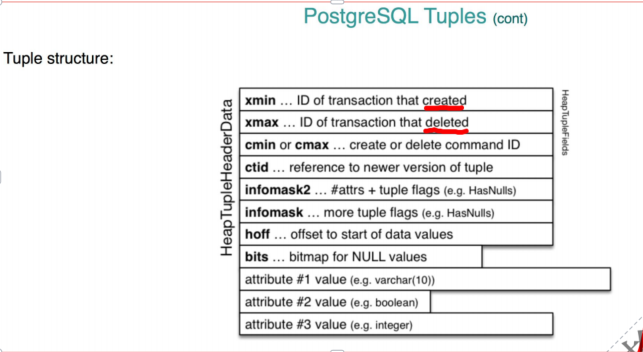 PostgreSQL Tuples (cont)
Tuple structure:
HeapTupleHeaderData
HeapTupleFields
xmin … ID of transaction that created
xmax … ID of transaction that deleted
cmin or cmax … create or delete command ID
ctid … reference to newer version of tuple
infomask2 … #attrs + tuple flags (e.g. HasNulls)
infomask … more tuple flags (e.g. HasNulls)
hoff … offset to start of data values
bits … bitmap for NULL values
attribute #1 value (e.g. varchar(10))
attribute #2 value (e.g. boolean)
attribute #3 value (e.g. integer)